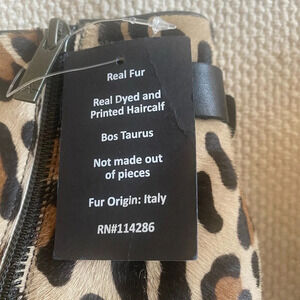 Real Fur
Real Dyed and
Printed Haircalf
Bos Taurus
Not made out
of pieces
Fur Origin: Italy
RN#114286